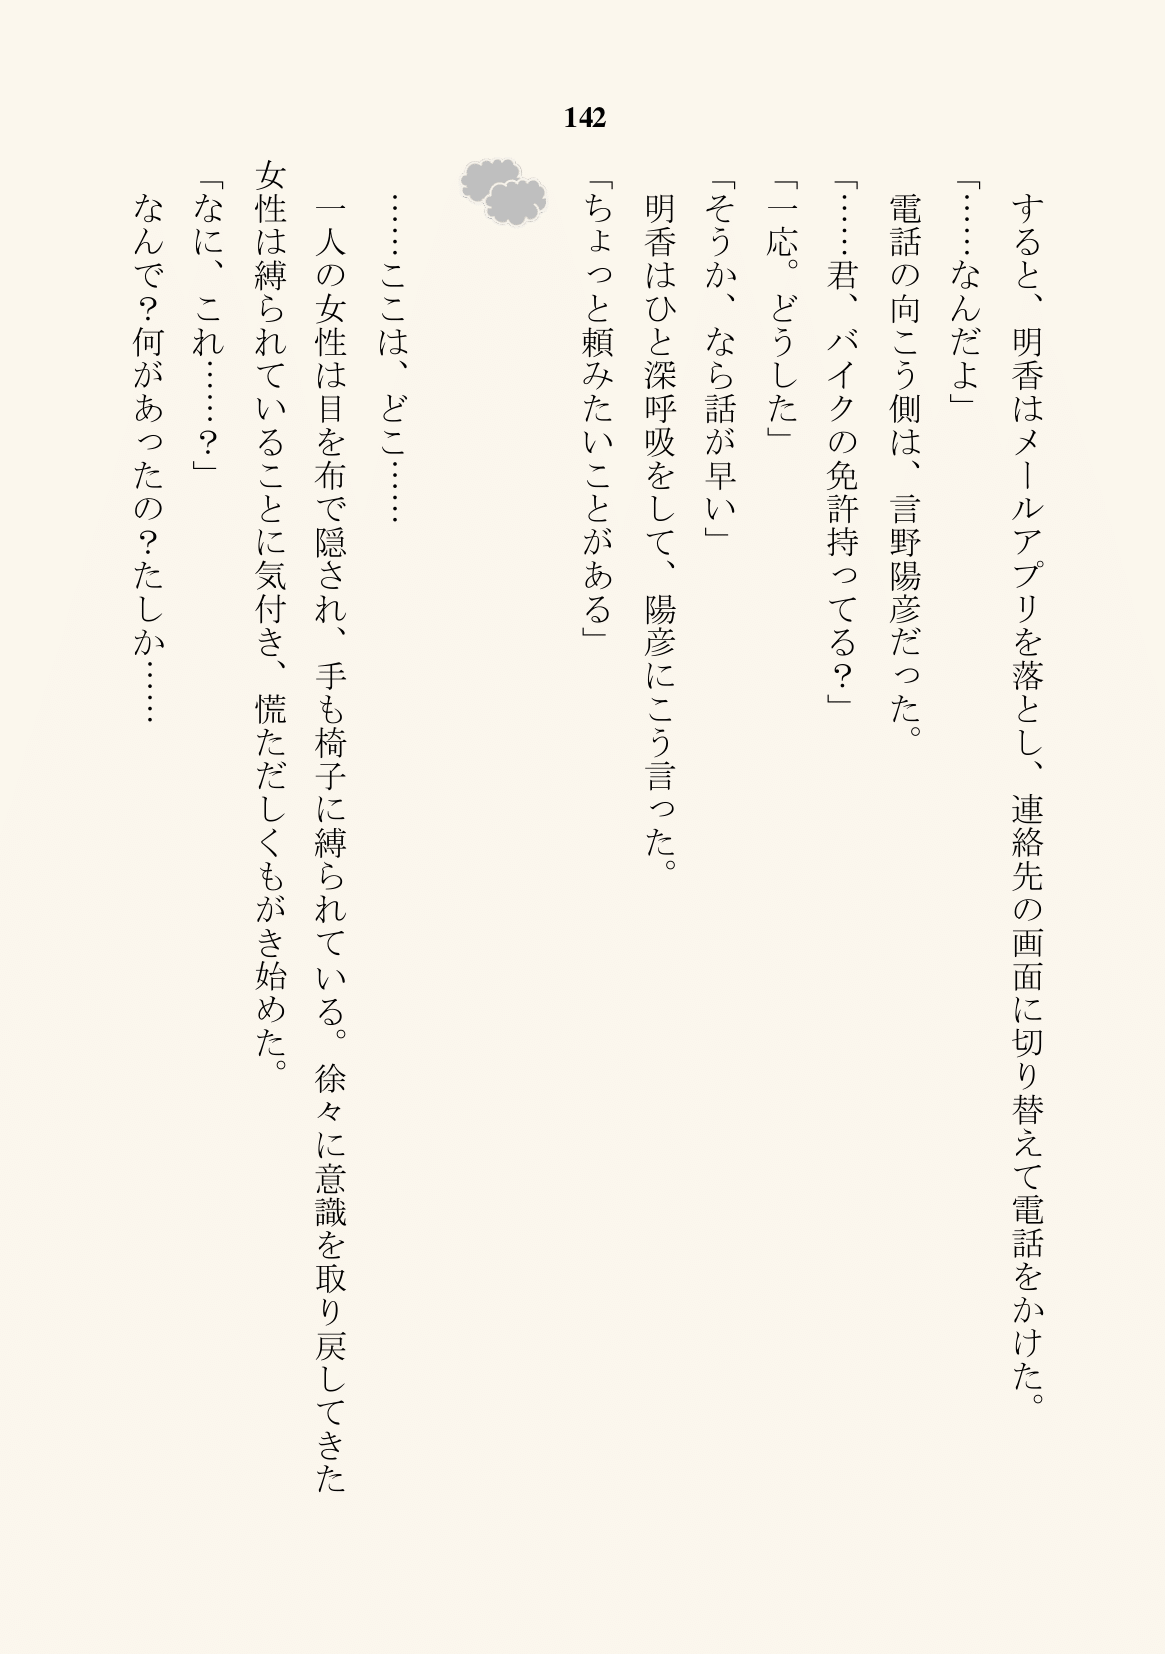 142
すると、明香はメールアプリを落とし、連絡先の画面に切り替えて電話をかけた。
「……なんだよ」
電話の向こう側は、言野陽彦だった。
「……君、バイクの免許持ってる？」
「一応。どうした」
「そうか、なら話が早い」
明香はひと深呼吸をして、陽彦にこう言った。
「ちょっと頼みたいことがある」
……ここは、どこ……
一人の女性は目を布で隠され、手も椅子に縛られている。徐々に意識を取り戻してきた
女性は縛られていることに気付き、慌ただしくもがき始めた。
「なに、これ……？」
なんで？何があったの？たしか……